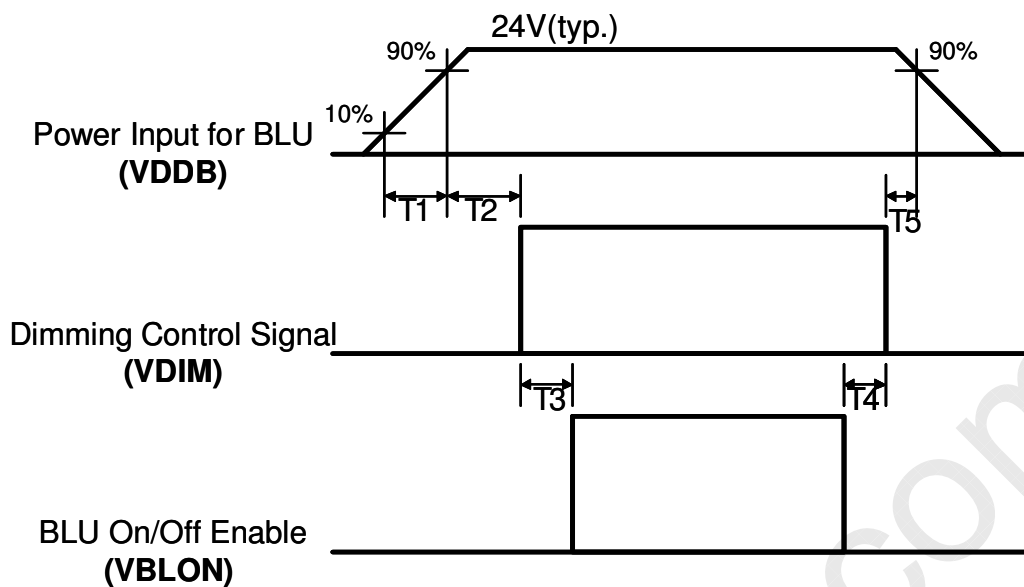 24V(typ.)
90%
90%
10%
Power Input for BLU
(VDDB)
T1
T2
T5
Dimming Control Signal
(VDIM)
T3
T4
BLU On/Off Enable
(VBLON)
com